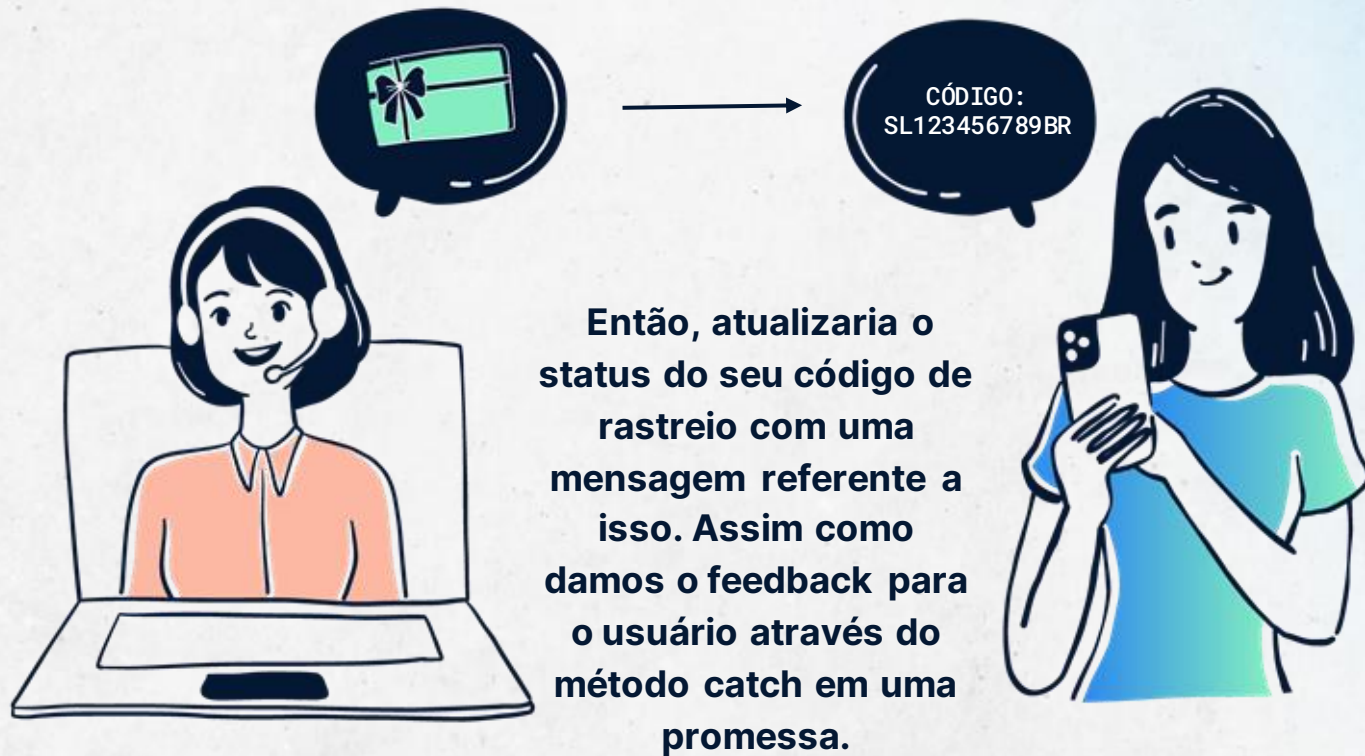 CÓDIGO:
SL123456789BR
Então, atualizaria o
status do seu código de
rastreio com uma
mensagem referente a
isso. Assim como
damos o feedback para
o usuário através do
método catch em uma
promessa.